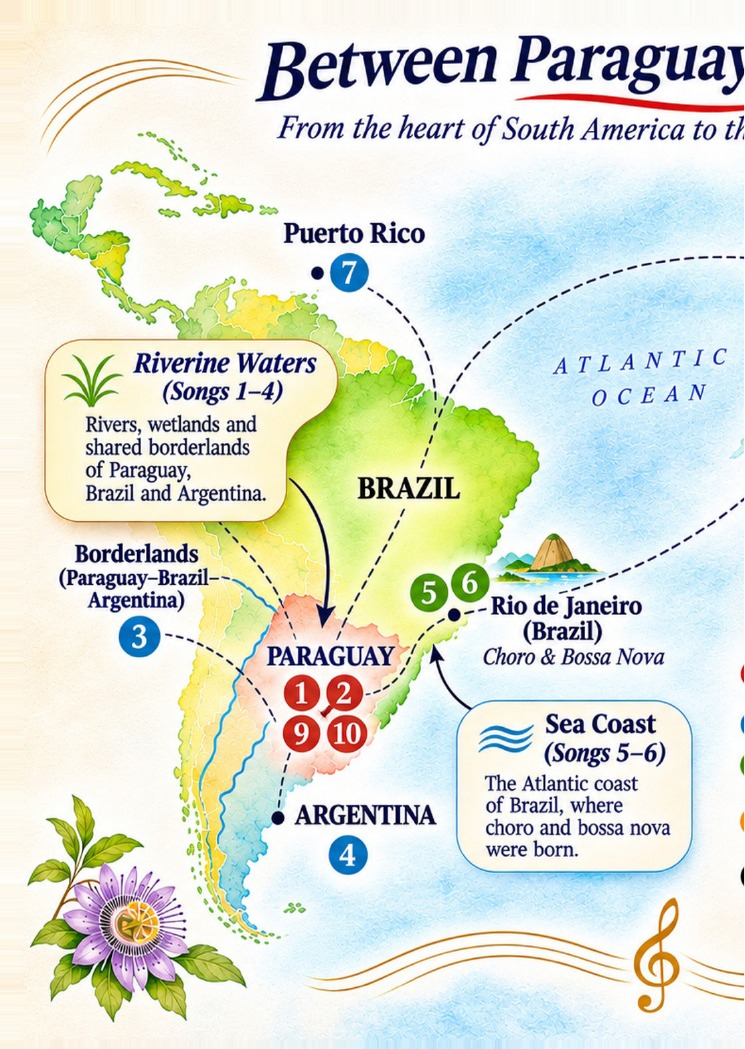 Between Paraguay
From the heart of South America to th
Puerto Rico
7
ATLANTIC
OCEAN
Riverine Waters
(Songs 1–4)
Rivers, wetlands and
shared borderlands
of Paraguay,
Brazil and Argentina.
BRAZIL
Borderlands
(Paraguay–Brazil–
Argentina)
3
5 6
Rio de Janeiro
(Brazil)
Choro & Bossa Nova
PARAGUAY
1 2
9 10
Sea Coast
(Songs 5–6)
The Atlantic coast
of Brazil, where
choro and bossa nova
were born.
ARGENTINA
4